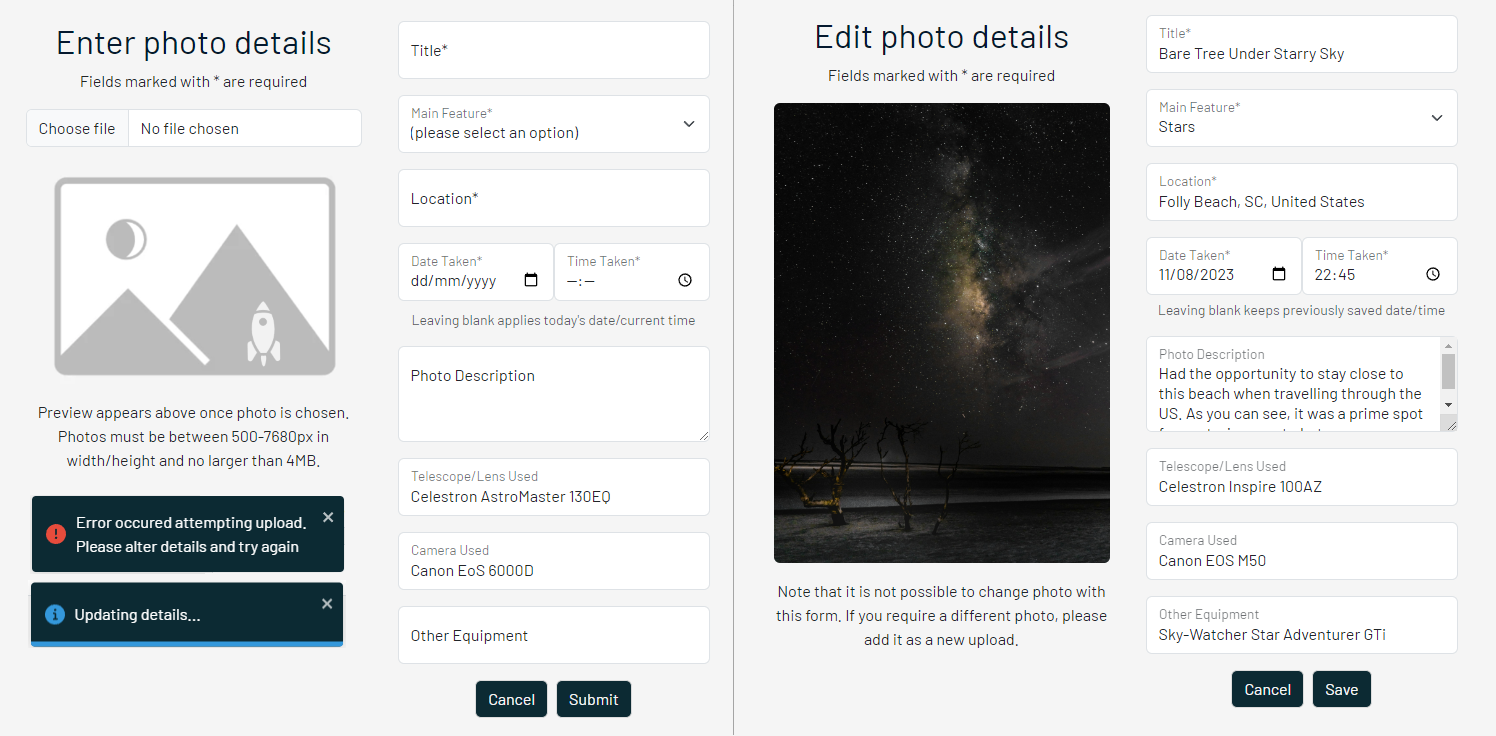 Enter photo details
Fields marked with * are required
Choose file No file chosen
Preview appears above once photo is chosen.
Photos must be between 500-7680px in
width/height and no larger than 4MB.
Error occured attempting upload.
Please alter details and try again
Updating details...
Title*
Main Feature*
(please select an option)
Location*
Date Taken* Time Taken*
dd/mm/yyyy --:--
Leaving blank applies today's date/current time
Photo Description
Telescope/Lens Used
Celestron AstroMaster 130EQ
Camera Used
Canon EoS 6000D
Other Equipment
Cancel Submit
Edit photo details
Fields marked with * are required
Note that it is not possible to change photo with
this form. If you require a different photo, please
add it as a new upload.
Title*
Bare Tree Under Starry Sky
Main Feature*
Stars
Location*
Folly Beach, SC, United States
Date Taken* Time Taken*
11/08/2023 22:45
Leaving blank keeps previously saved date/time
Photo Description
Had the opportunity to stay close to
this beach when travelling through the
US. As you can see, it was a prime spot
Telescope/Lens Used
Celestron Inspire 100AZ
Camera Used
Canon EOS M50
Other Equipment
Sky-Watcher Star Adventurer GTi
Cancel Save